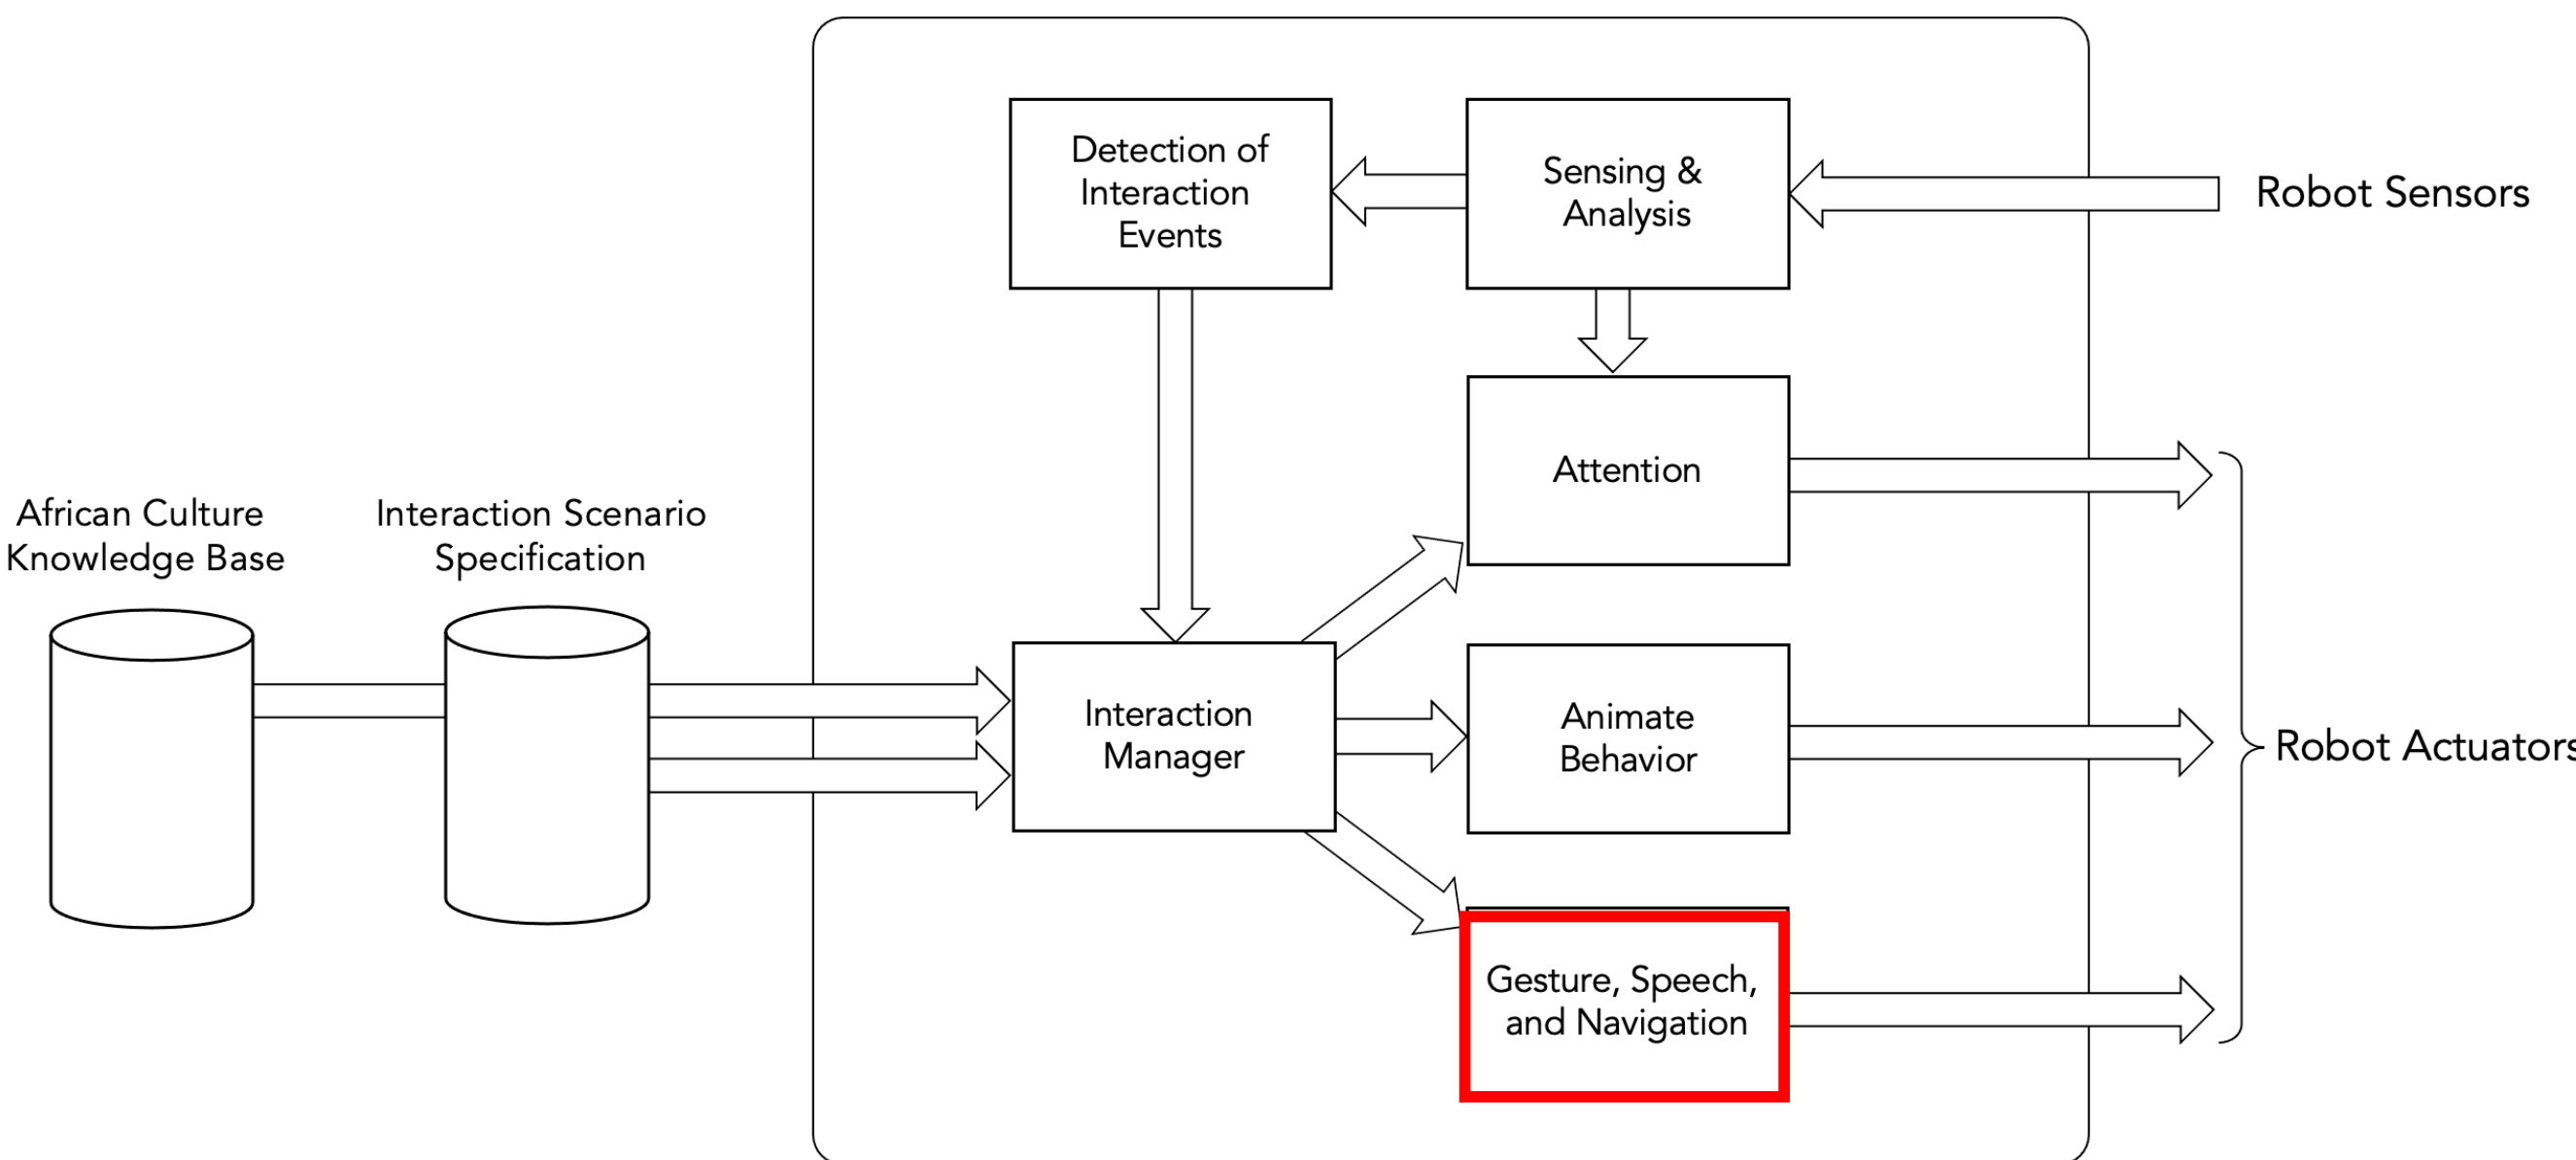 Detection of
Interaction
Events
Sensing &
Analysis
Robot Sensors
Attention
African Culture
Knowledge Base
Interaction Scenario
Specification
Interaction
Manager
Animate
Behavior
Robot Actuators
Gesture, Speech,
and Navigation